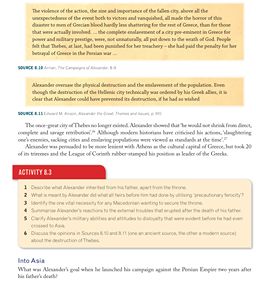 The violence of the action, the nine and importance of the fallen city, above all the
unexpectedness of the event both to victors and vanquished, all made the horror of this
disaster to men of Grecian blood hardly less shattering for the rest of Greece, than for those
that were actually involved. ... the complete enslavement of a city pre-eminent in Greece for
power and military prestige, were, not unnaturally, all put down to the wrath of God. People
felt that Thebes, at last, had been punished for her treachery – she had paid the penalty for her
betrayal of Greece in the Persian war ...
SOURCE 8.10 Arrian, The Campaigns of Alexander, 8.9
Alexander oversaw the physical destruction and the enslavement of the population. Even
though the destruction of the Hellenic city technically was ordered by his Greek allies, it is
clear that Alexander could have prevented its destruction, if he had so wished
SOURCE 8.11 Edward M. Anson, Alexander the Great: Themes and Issues, p.
The once-great city of Thebes no longer existed. Alexander showed that 'he would not shrink from direct,
complete and savage retribution'. Although modern historians have criticised his actions, 'slaughtering
one's enemies, sacking cities and rendering populations were viewed as standards at the time'.
Alexander was persuaded to be more lenient with Athens as the cultural capital of Greece, but took 20
of its triremes and the League of Corinth rubber-stamped his position as leader of the Greeks.
ACTIVITY 8.3
1 Describe what Alexander inherited from his father, apart from the throne.
2 What is meant by Alexander did what all heirs before him had done by utilising 'precautionary ferocity'?
3 Identify the one what necessity for any Macedonian wanting to secure the throne.
4 Summarise Alexander's reactions to the external troubles that erupted after the death of his father.
5 Clarify Alexander's military abilities and attitudes to disloyalty that were evident before he had even
crossed to Asia.
6 Discuss the opinions in Sources 8.10 and 8.11 (one an ancient source, the other a modern source)
about the destruction of Thebes.
Into Asia
What was Alexander's goal when he launched his campaign against the Persian Empire two years after
his father's death?